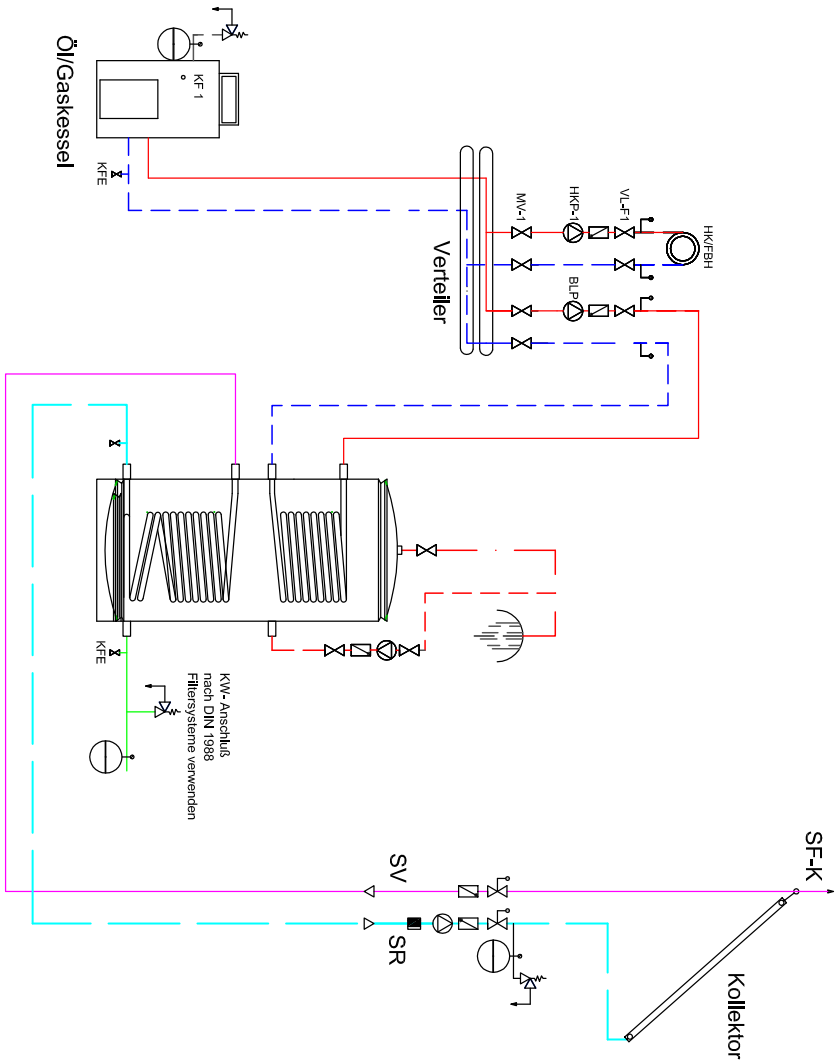 Öl/Gaskessel
KF 1
KFE
Verteiler
MV-1
HKP-1
VL-F1
HK/FBH
BLP
KFE
KW- Anschluß
nach DIN 1988
Filtersysteme verwenden
SV
SR
SF-K
Kollektor